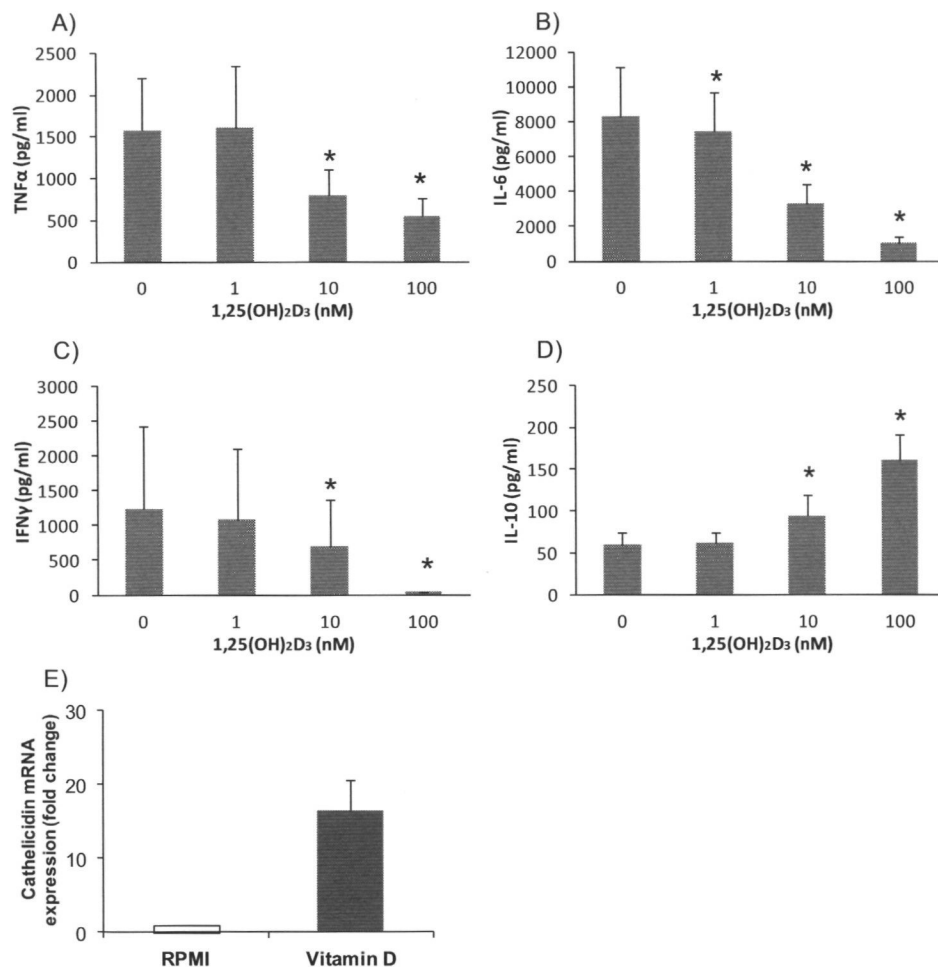 A)
TNFα (pg/ml)
2500
2000
1500
1000
500
0
*
*
0 1 10 100
1,25(OH)₂D₃ (nM)
B)
IL-6 (pg/ml)
12000
10000
8000
6000
4000
2000
0
*
*
*
0 1 10 100
1,25(OH)₂D₃ (nM)
C)
IFNγ (pg/ml)
3000
2500
2000
1500
1000
500
0
*
*
0 1 10 100
1,25(OH)₂D₃ (nM)
D)
IL-10 (pg/ml)
250
200
150
100
50
0
*
*
0 1 10 100
1,25(OH)₂D₃ (nM)
E)
Cathelicidin mRNA
expression (fold change)
30
20
10
0
RPMI Vitamin D